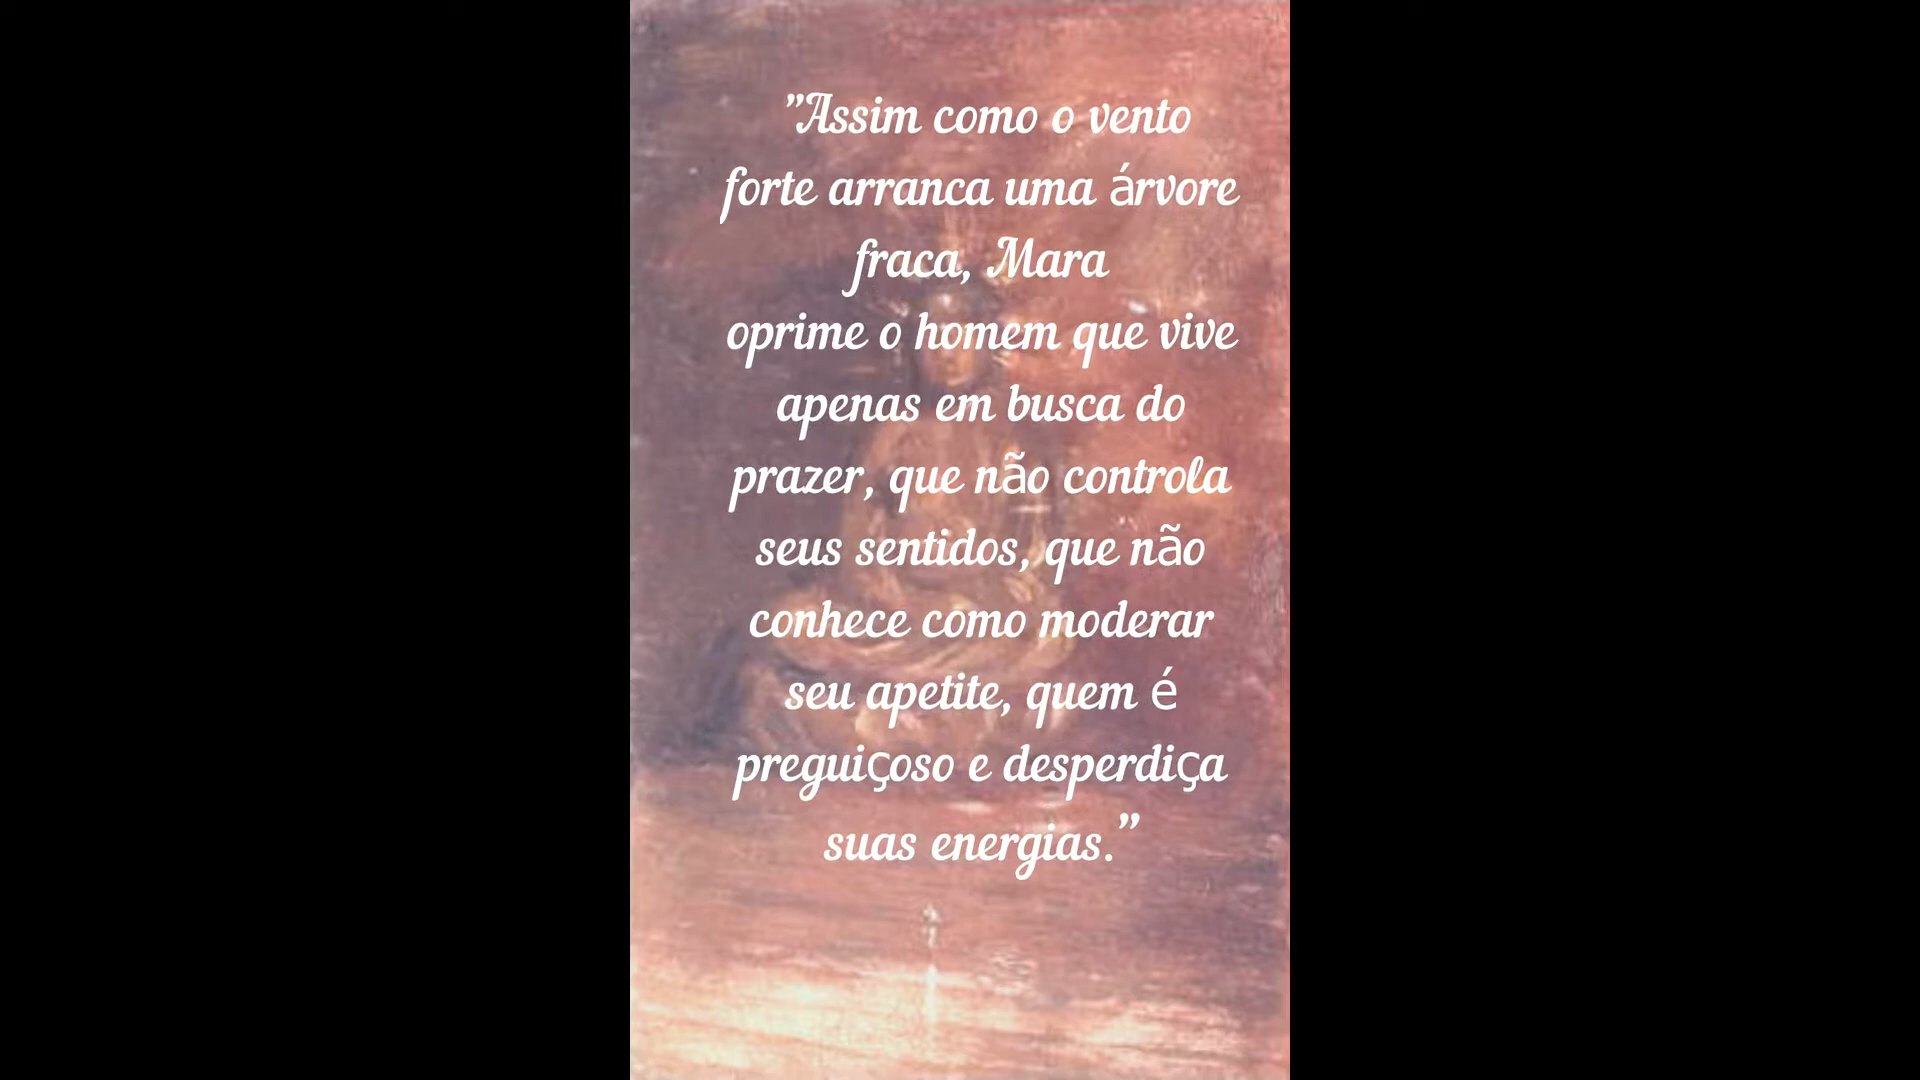 "Assim como o vento
forte arranca uma árvore
fraca, Mara
oprime o homem que vive
apenas em busca do
prazer, que não controla
seus sentidos, que não
conhece como moderar
seu apetite, quem é
preguiçoso e desperdiça
suas energias."